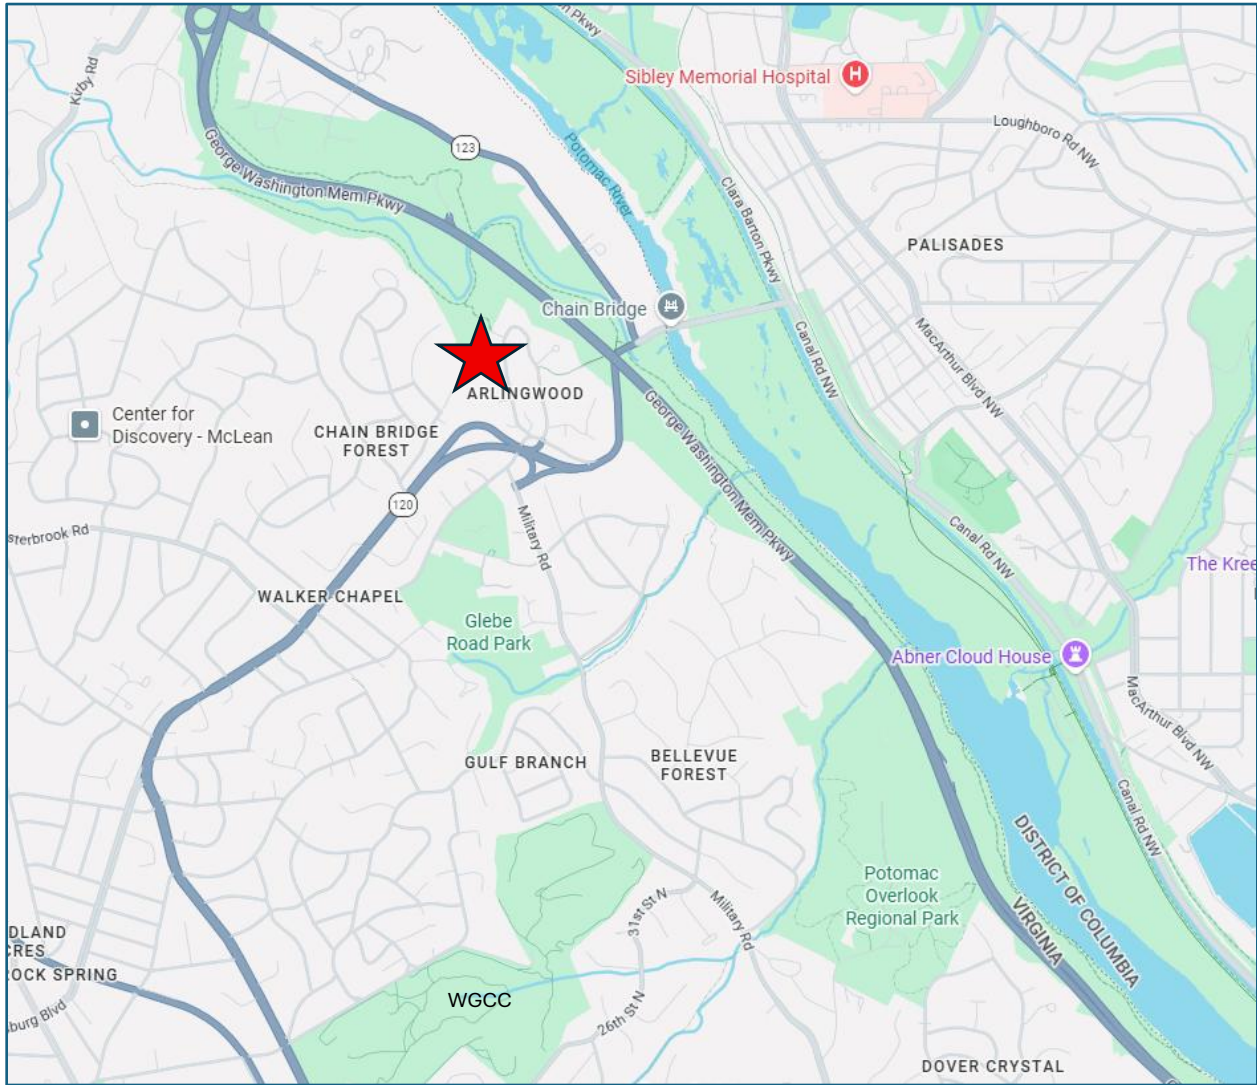 m Pkwy
Sibley Memorial Hospital
H
Kirby Rd
Loughboro Rd NW
123
George Washington Mem Pkwy
Potomac River
Clara Barton Pkwy
PALISADES
Chain Bridge
Canal Rd NW
MacArthur Blvd NW
ARLINGWOOD
George Washington Mem Pkwy
Center for
Discovery - McLean
CHAIN BRIDGE
FOREST
120
Military Rd
sterbrook Rd
Canal Rd NW
The Kree
WALKER CHAPEL
Glebe
Road Park
Abner Cloud House
MacArthur Blvd NW
GULF BRANCH
BELLEVUE
FOREST
Canal Rd NW
DISTRICT OF COLUMBIA
VIRGINIA
Potomac
Overlook
Regional Park
31st St N
Military Rd
DLAND
CRES
ROCK SPRING
WGCC
26th St N
sburg Blvd
DOVER CRYSTAL